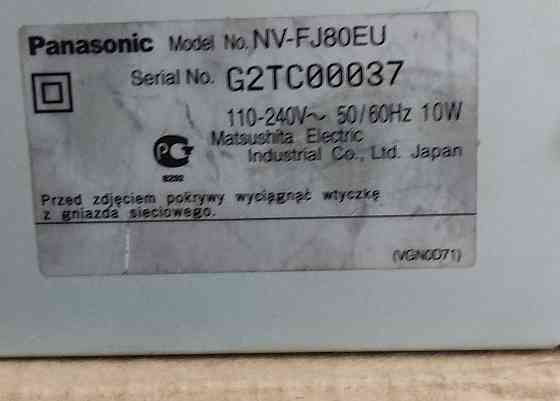 Panasonic Model No. NV-FJ80EU
Serial No. G2TC00037
110-240V~ 50/60Hz 10W
Matsushita Electric
Industrial Co., Ltd. Japan
Przed zdjęciem pokrywy wyciągnąć wtyczkę
z gniazda sieciowego.
(VGN0D71)